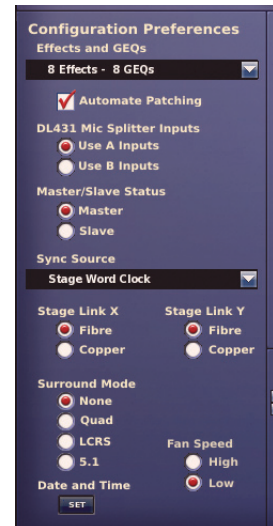 Configuration Preferences
Effects and GEQs
8 Effects - 8 GEQs
Automate Patching
DL431 Mic Splitter Inputs
Use A Inputs
Use B Inputs
Master/Slave Status
Master
Slave
Sync Source
Stage Word Clock
Stage Link X Stage Link Y
Fibre Fibre
Copper Copper
Surround Mode
None
Quad
LCRS Fan Speed
5.1 High
Date and Time Low
SET